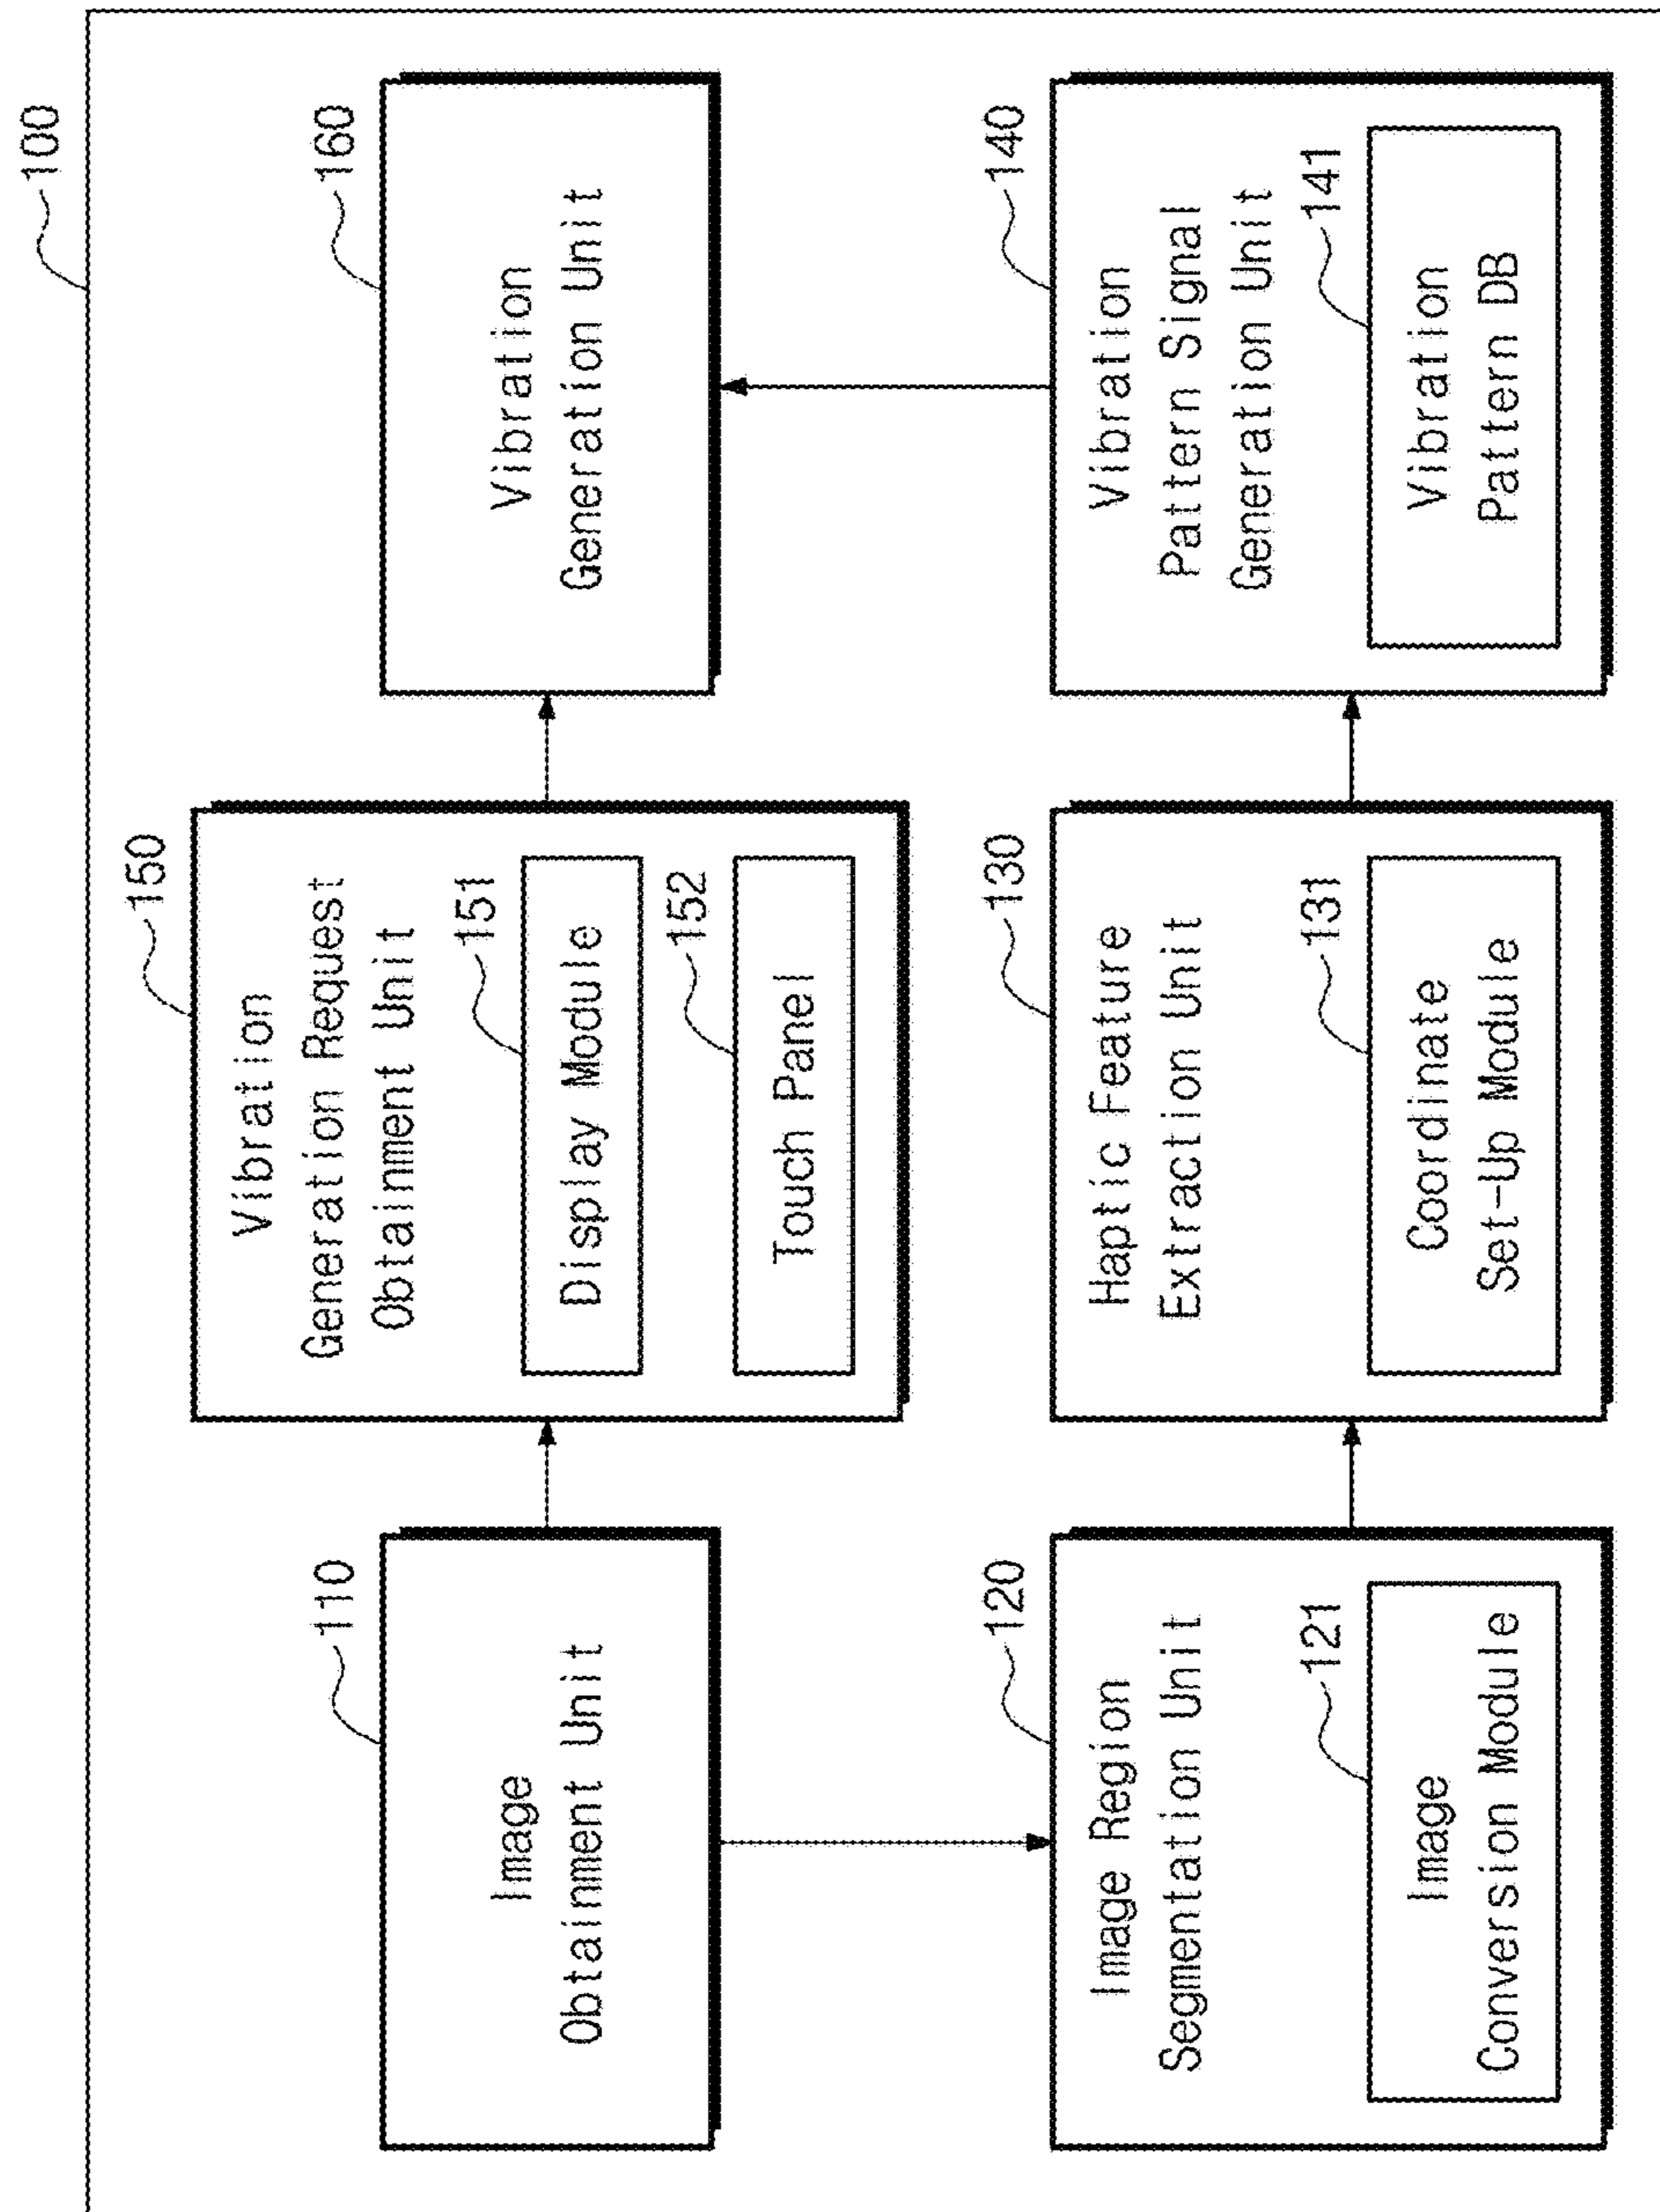 100
110
Image
Obtainment Unit
150
Vibration
Generation Request
Obtainment Unit
151
Display Module
152
Touch Panel
160
Vibration
Generation Unit
120
Image Region
Segmentation Unit
121
Image
Conversion Module
130
Haptic Feature
Extraction Unit
131
Coordinate
Set-Up Module
140
Vibration
Pattern Signal
Generation Unit
141
Vibration
Pattern DB